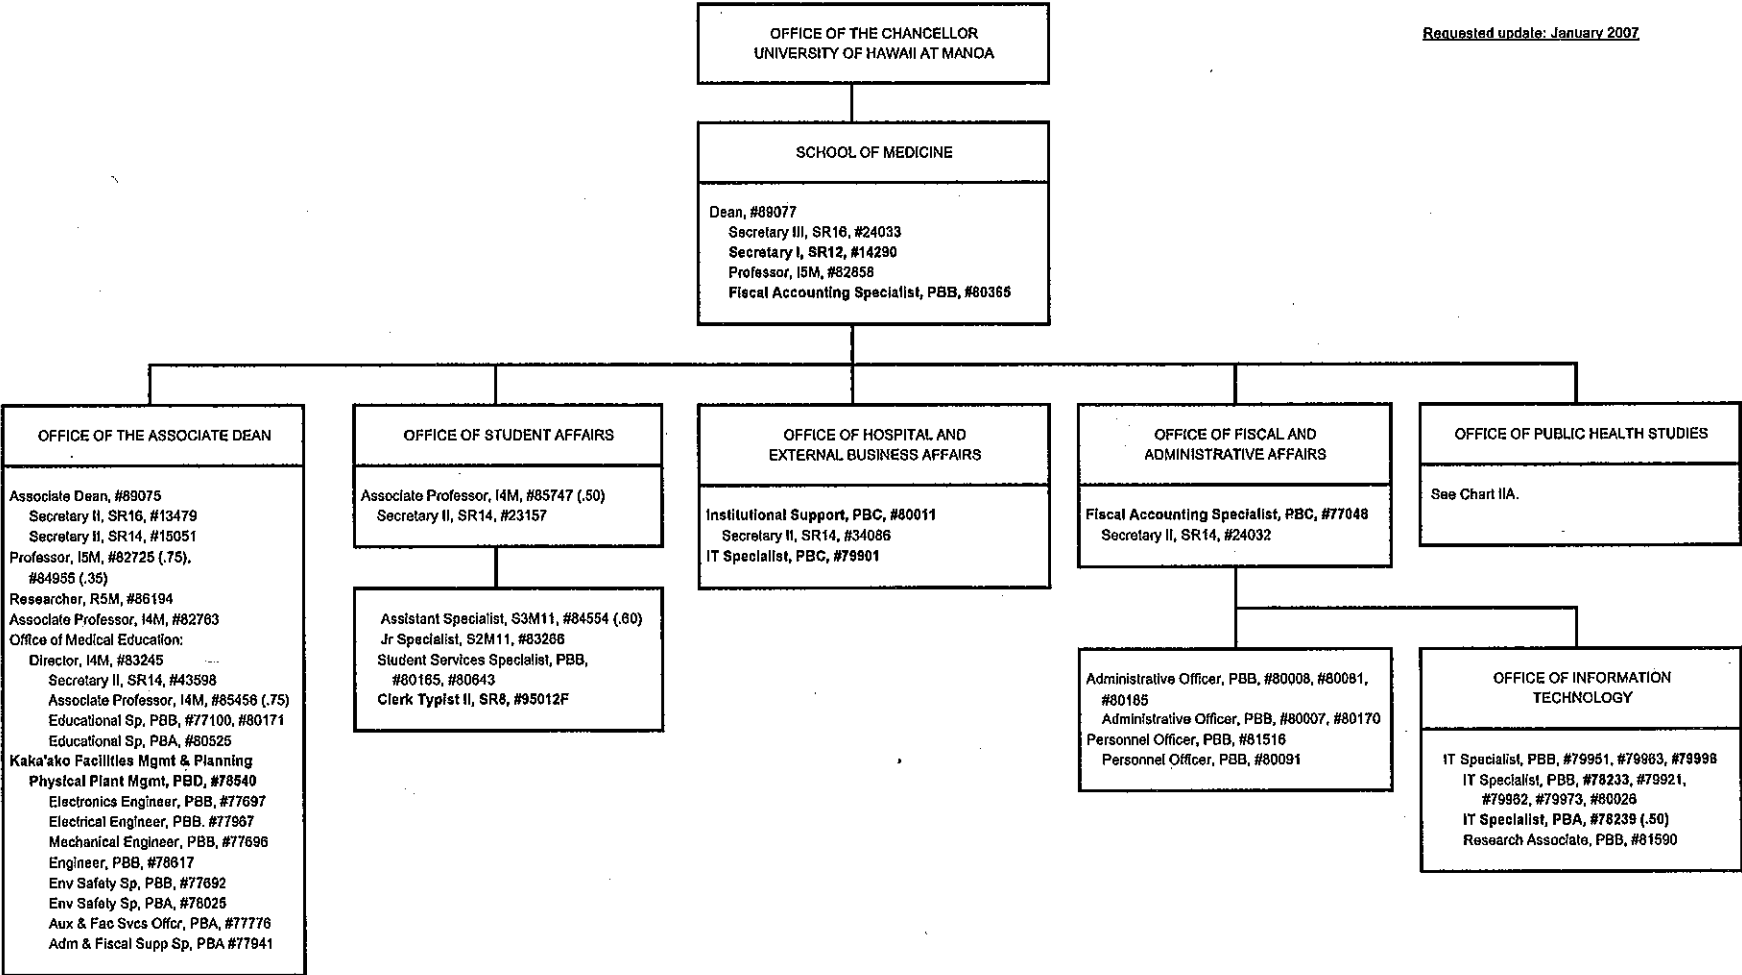 Requested update: January 2007
OFFICE OF THE CHANCELLOR
UNIVERSITY OF HAWAII AT MANOA
SCHOOL OF MEDICINE
Dean, #89077
Secretary III, SR16, #24033
Secretary I, SR12, #14290
Professor, I5M, #82858
Fiscal Accounting Specialist, PBB, #80365
OFFICE OF THE ASSOCIATE DEAN
Associate Dean, #89075
Secretary II, SR16, #13479
Secretary II, SR14, #15051
Professor, I5M, #82725 (.75),
#84955 (.35)
Researcher, R5M, #86194
Associate Professor, I4M, #82763
Office of Medical Education:
Director, I4M, #83245
Secretary II, SR14, #43598
Associate Professor, I4M, #85456 (.75)
Educational Sp, PBB, #77100, #80171
Educational Sp, PBA, #80525
Kaka'ako Facilities Mgmt & Planning
Physical Plant Mgmt, PBD, #78540
Electronics Engineer, PBB, #77697
Electrical Engineer, PBB. #77967
Mechanical Engineer, PBB, #77696
Engineer, PBB, #78617
Env Safety Sp, PBB, #77692
Env Safety Sp, PBA, #78025
Aux & Fac Svcs Offcr, PBA, #77776
Adm & Fiscal Supp Sp, PBA #77941
OFFICE OF STUDENT AFFAIRS
Associate Professor, I4M, #85747 (.50)
Secretary II, SR14, #23157
Assistant Specialist, S3M11, #84554 (.60)
Jr Specialist, S2M11, #83266
Student Services Specialist, PBB,
#80165, #80643
Clerk Typist II, SR8, #95012F
OFFICE OF HOSPITAL AND
EXTERNAL BUSINESS AFFAIRS
Institutional Support, PBC, #80011
Secretary II, SR14, #34086
IT Specialist, PBC, #79901
OFFICE OF FISCAL AND
ADMINISTRATIVE AFFAIRS
Fiscal Accounting Specialist, PBC, #77048
Secretary II, SR14, #24032
Administrative Officer, PBB, #80008, #80081,
#80185
Administrative Officer, PBB, #80007, #80170
Personnel Officer, PBB, #81516
Personnel Officer, PBB, #80091
OFFICE OF PUBLIC HEALTH STUDIES
See Chart IIA.
OFFICE OF INFORMATION
TECHNOLOGY
IT Specialist, PBB, #79951, #79983, #79996
IT Specialist, PBB, #78233, #79921,
#79962, #79973, #80026
IT Specialist, PBA, #78239 (.50)
Research Associate, PBB, #81590